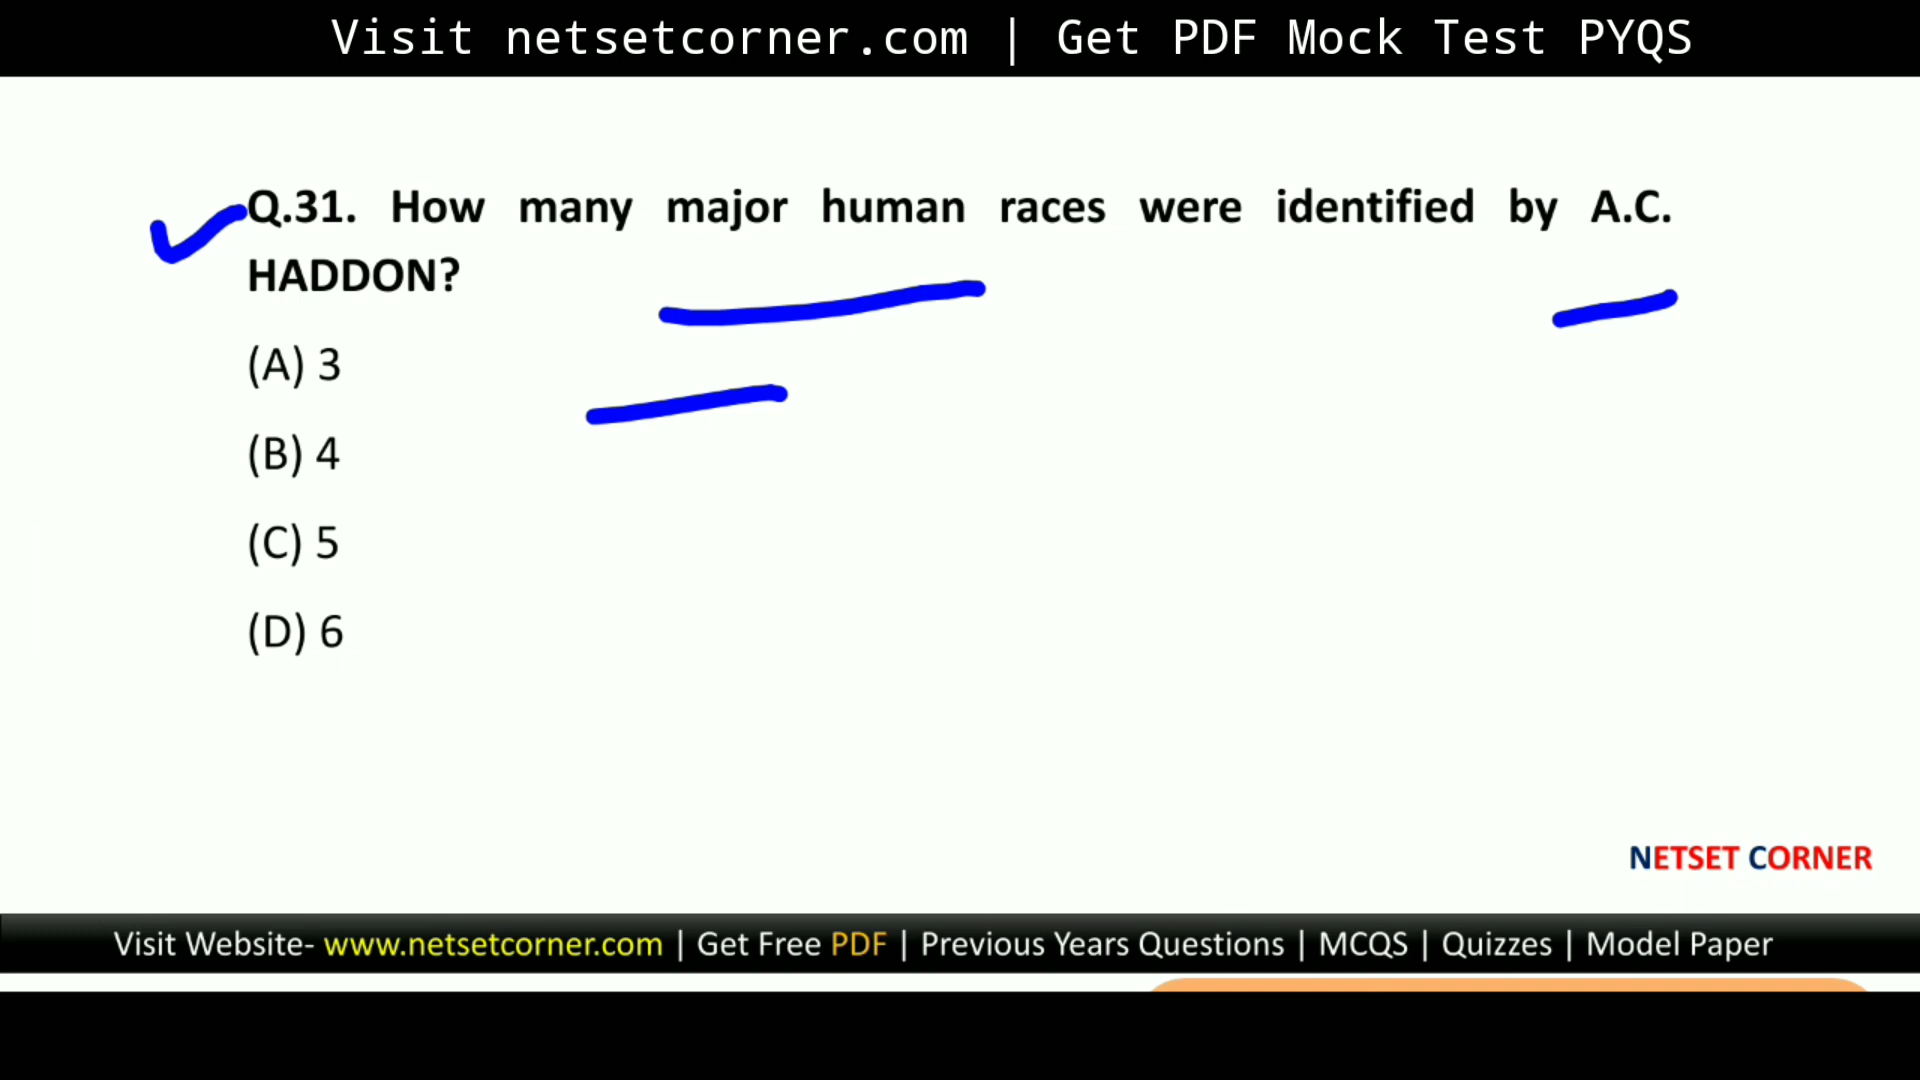 Visit netsetcorner.com | Get PDF Mock Test PYQS
Q.31. How many major human races were identified by A.C.
HADDON?
(A) 3
(B) 4
(C) 5
(D) 6
NETSET CORNER
Visit Website- www.netsetcorner.com | Get Free PDF | Previous Years Questions | MCQS | Quizzes | Model Paper